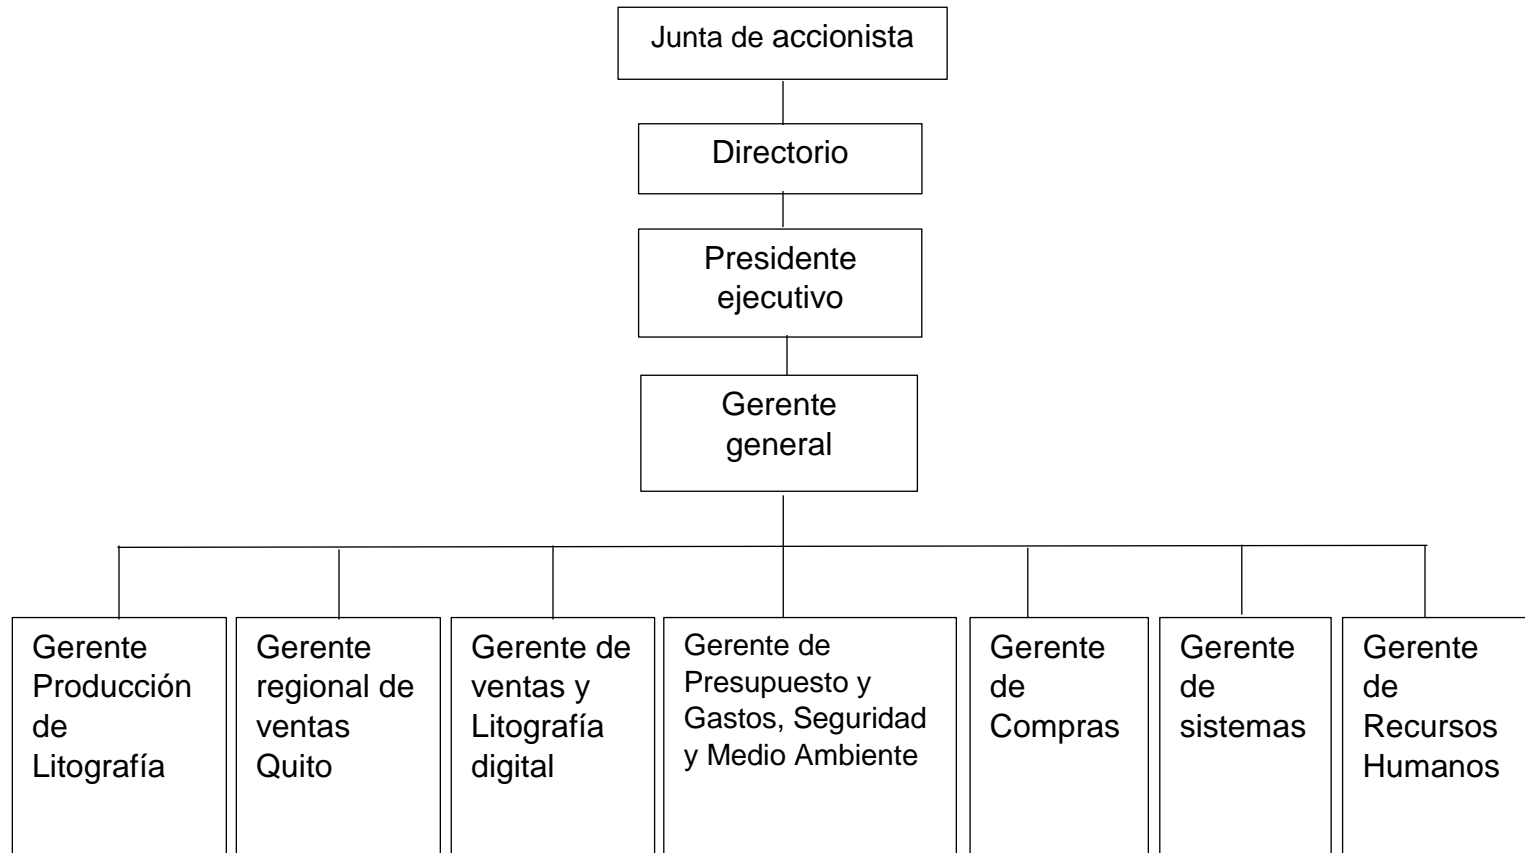 Junta de accionista
Directorio
Presidente
ejecutivo
Gerente
general
Gerente
Producción
de
Litografía
Gerente
regional de
ventas
Quito
Gerente de
ventas y
Litografía
digital
Gerente de
Presupuesto y
Gastos, Seguridad
y Medio Ambiente
Gerente
de
Compras
Gerente
de
sistemas
Gerente
de
Recursos
Humanos